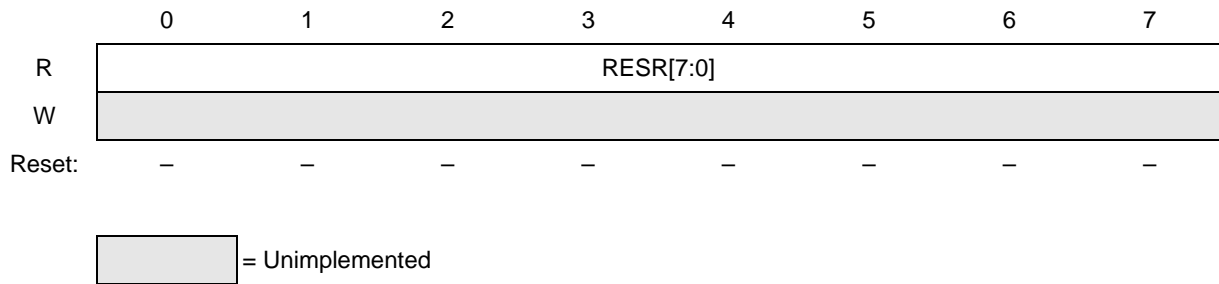 0 1 2 3 4 5 6 7
R RESR[7:0]
W
Reset: – – – – – – – –
= Unimplemented